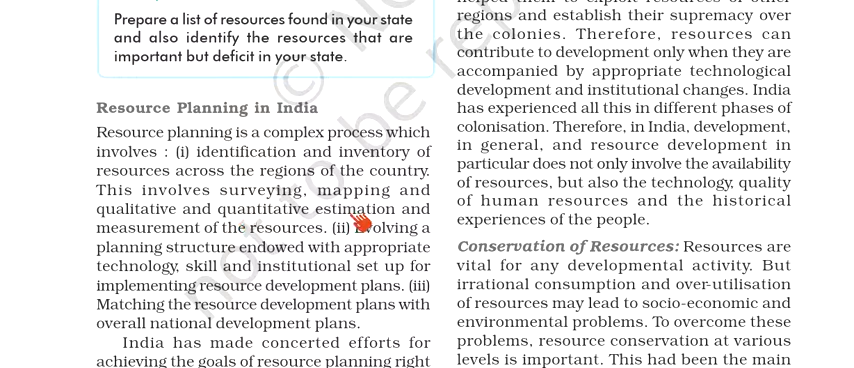 Prepare a list of resources found in your state
and also identify the resources that are
important but deficit in your state.
Resource Planning in India
Resource planning is a complex process which
involves : (i) identification and inventory of
resources across the regions of the country.
This involves surveying, mapping and
qualitative and quantitative estimation and
measurement of the resources. (ii) Evolving a
planning structure endowed with appropriate
technology, skill and institutional set up for
implementing resource development plans. (iii)
Matching the resource development plans with
overall national development plans.
India has made concerted efforts for
achieving the goals of resource planning right
helped them to exploit resources of other
regions and establish their supremacy over
the colonies. Therefore, resources can
contribute to development only when they are
accompanied by appropriate technological
development and institutional changes. India
has experienced all this in different phases of
colonisation. Therefore, in India, development,
in general, and resource development in
particular does not only involve the availability
of resources, but also the technology, quality
of human resources and the historical
experiences of the people.
Conservation of Resources: Resources are
vital for any developmental activity. But
irrational consumption and over-utilisation
of resources may lead to socio-economic and
environmental problems. To overcome these
problems, resource conservation at various
levels is important. This had been the main
not to be rep
© N